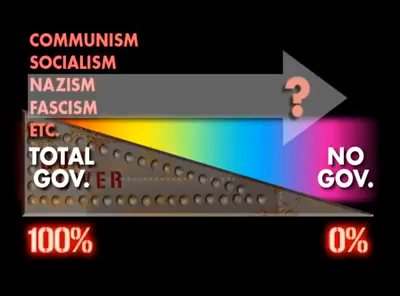 COMMUNISM
SOCIALISM
NAZISM
FASCISM
?
ETC.
TOTAL
GOV.
NO
GOV.
100%
0%